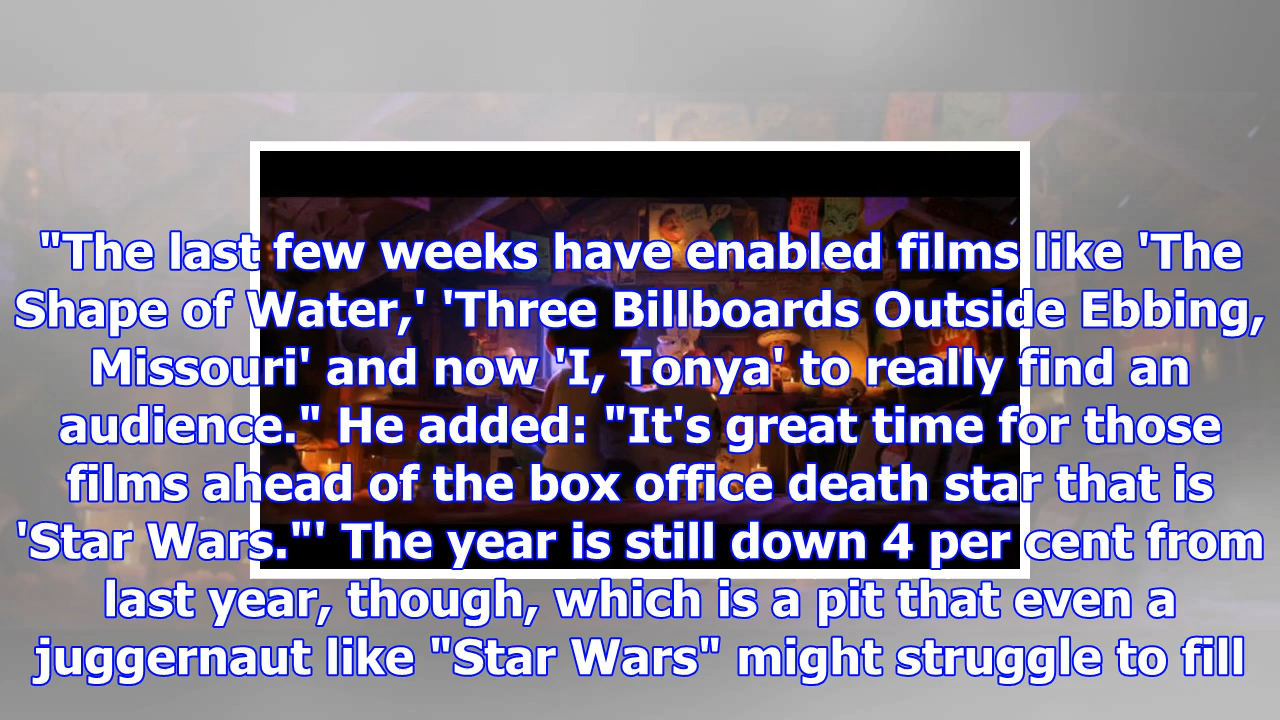 "The last few weeks have enabled films like 'The
Shape of Water,' 'Three Billboards Outside Ebbing,
Missouri' and now 'I, Tonya' to really find an
audience." He added: "It's great time for those
films ahead of the box office death star that is
'Star Wars."' The year is still down 4 per cent from
last year, though, which is a pit that even a
juggernaut like "Star Wars" might struggle to fill